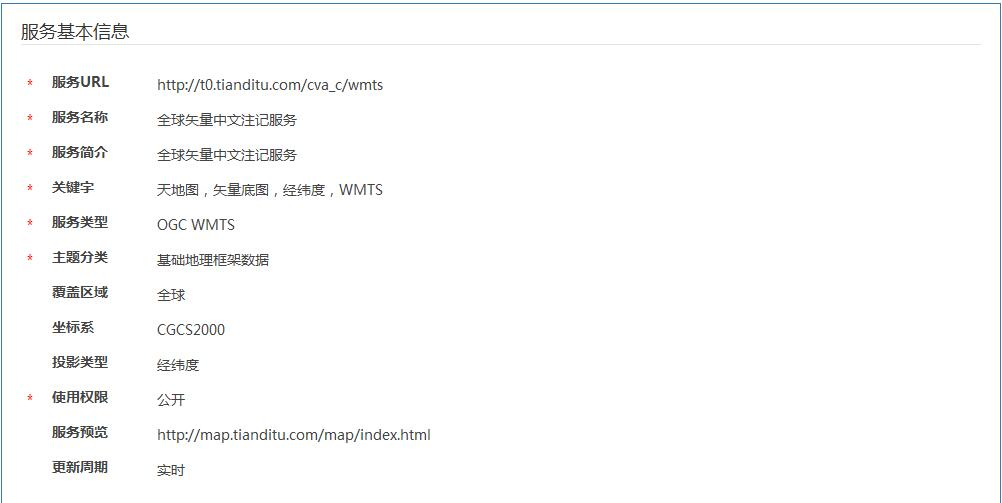 服务基本信息
* 服务URL http://t0.tianditu.com/cva_c/wmts
* 服务名称 全球矢量中文注记服务
* 服务简介 全球矢量中文注记服务
* 关键字 天地图，矢量底图，经纬度，WMTS
* 服务类型 OGC WMTS
* 主题分类 基础地理框架数据
覆盖区域 全球
坐标系 CGCS2000
投影类型 经纬度
* 使用权限 公开
服务预览 http://map.tianditu.com/map/index.html
更新周期 实时